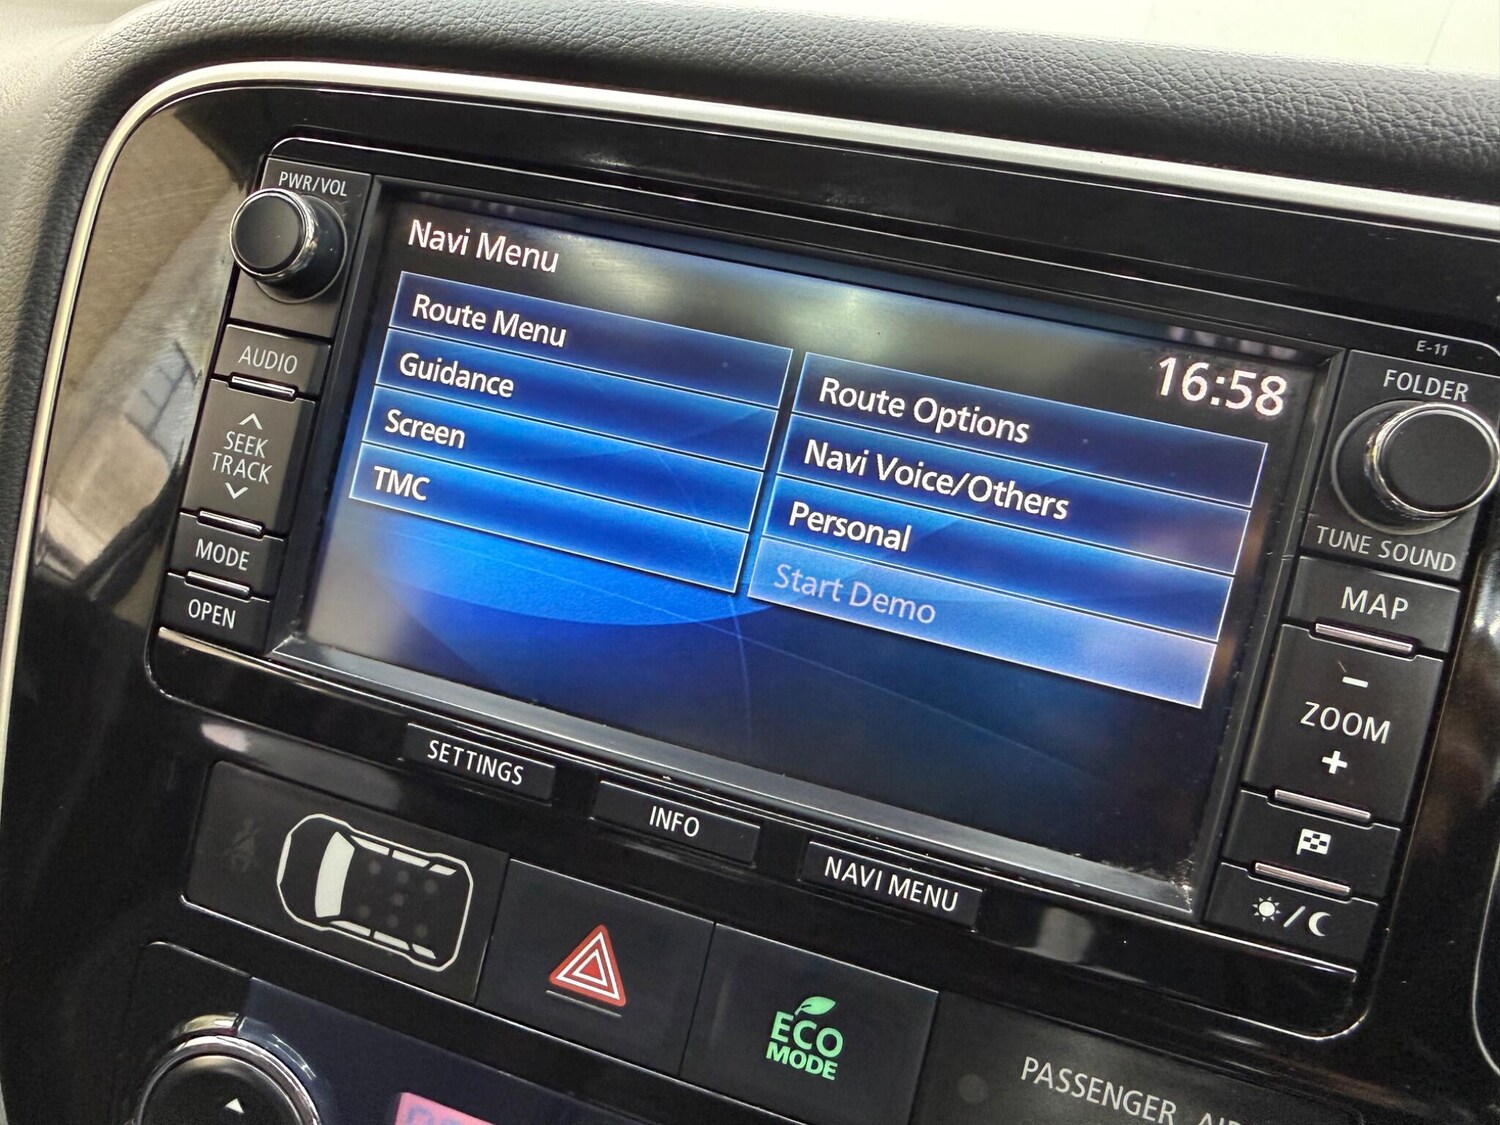 PWR/VOL
AUDIO
SEEK
TRACK
MODE
OPEN
Navi Menu
16:58
Route Menu
Guidance
Screen
TMC
Route Options
Navi Voice/Others
Personal
Start Demo
E-11
FOLDER
TUNE SOUND
MAP
−
ZOOM
+
SETTINGS
INFO
NAVI MENU
ECO
MODE
PASSENGER